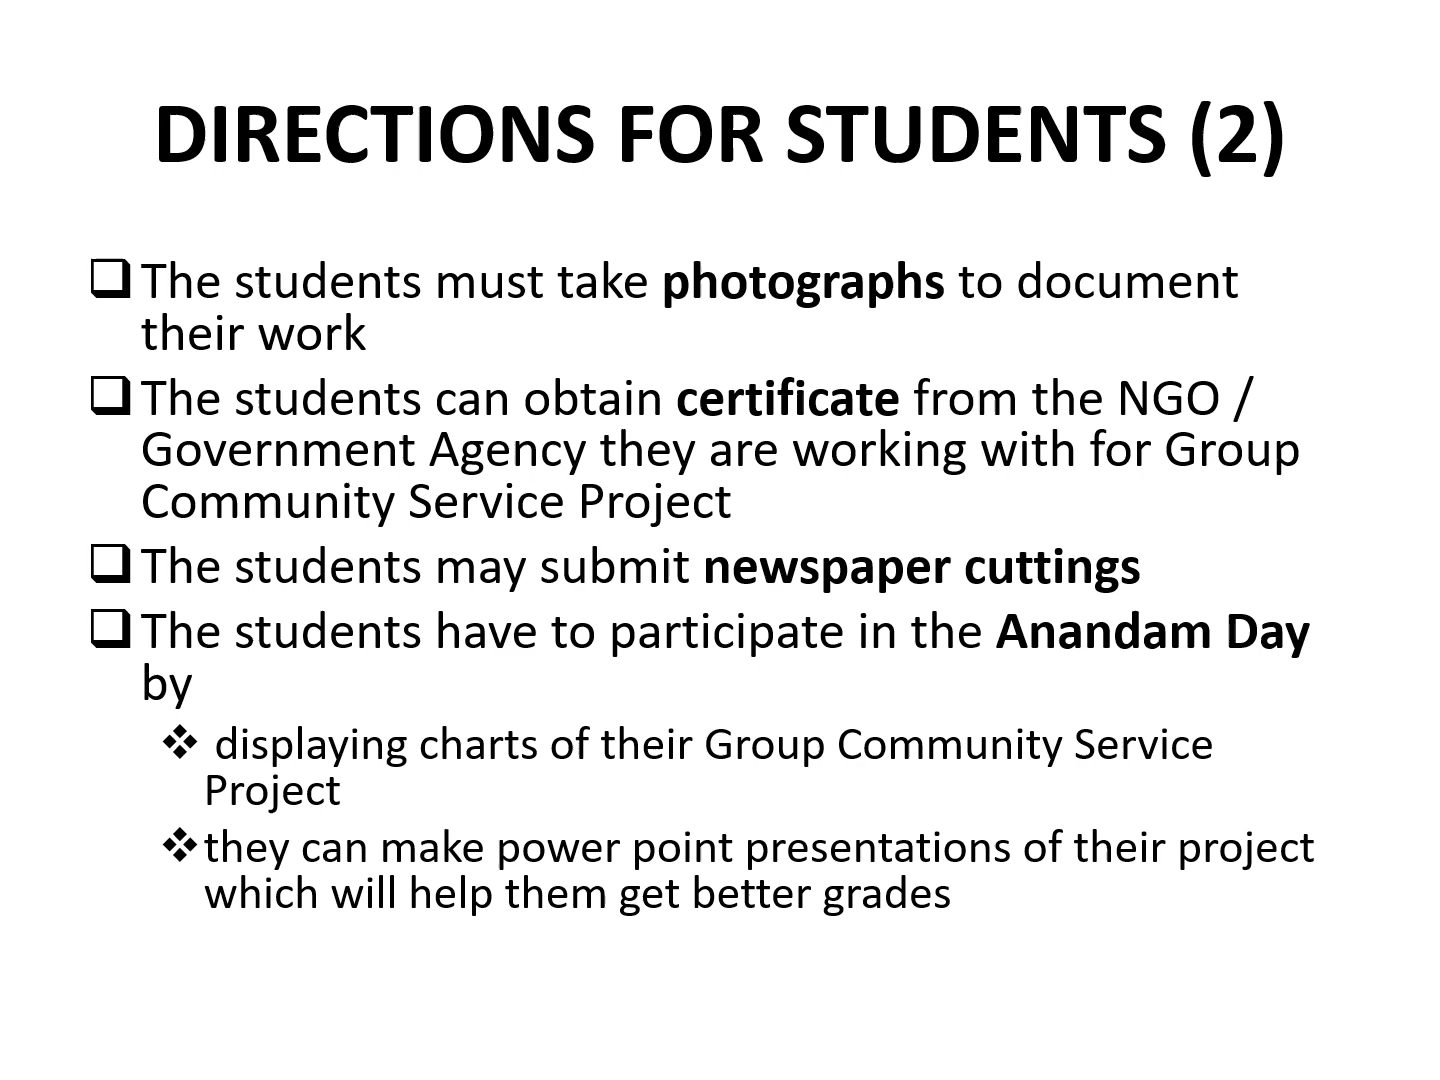 DIRECTIONS FOR STUDENTS (2)
❑ The students must take photographs to document
their work
❑ The students can obtain certificate from the NGO /
Government Agency they are working with for Group
Community Service Project
❑ The students may submit newspaper cuttings
❑ The students have to participate in the Anandam Day
by
❖ displaying charts of their Group Community Service
Project
❖ they can make power point presentations of their project
which will help them get better grades